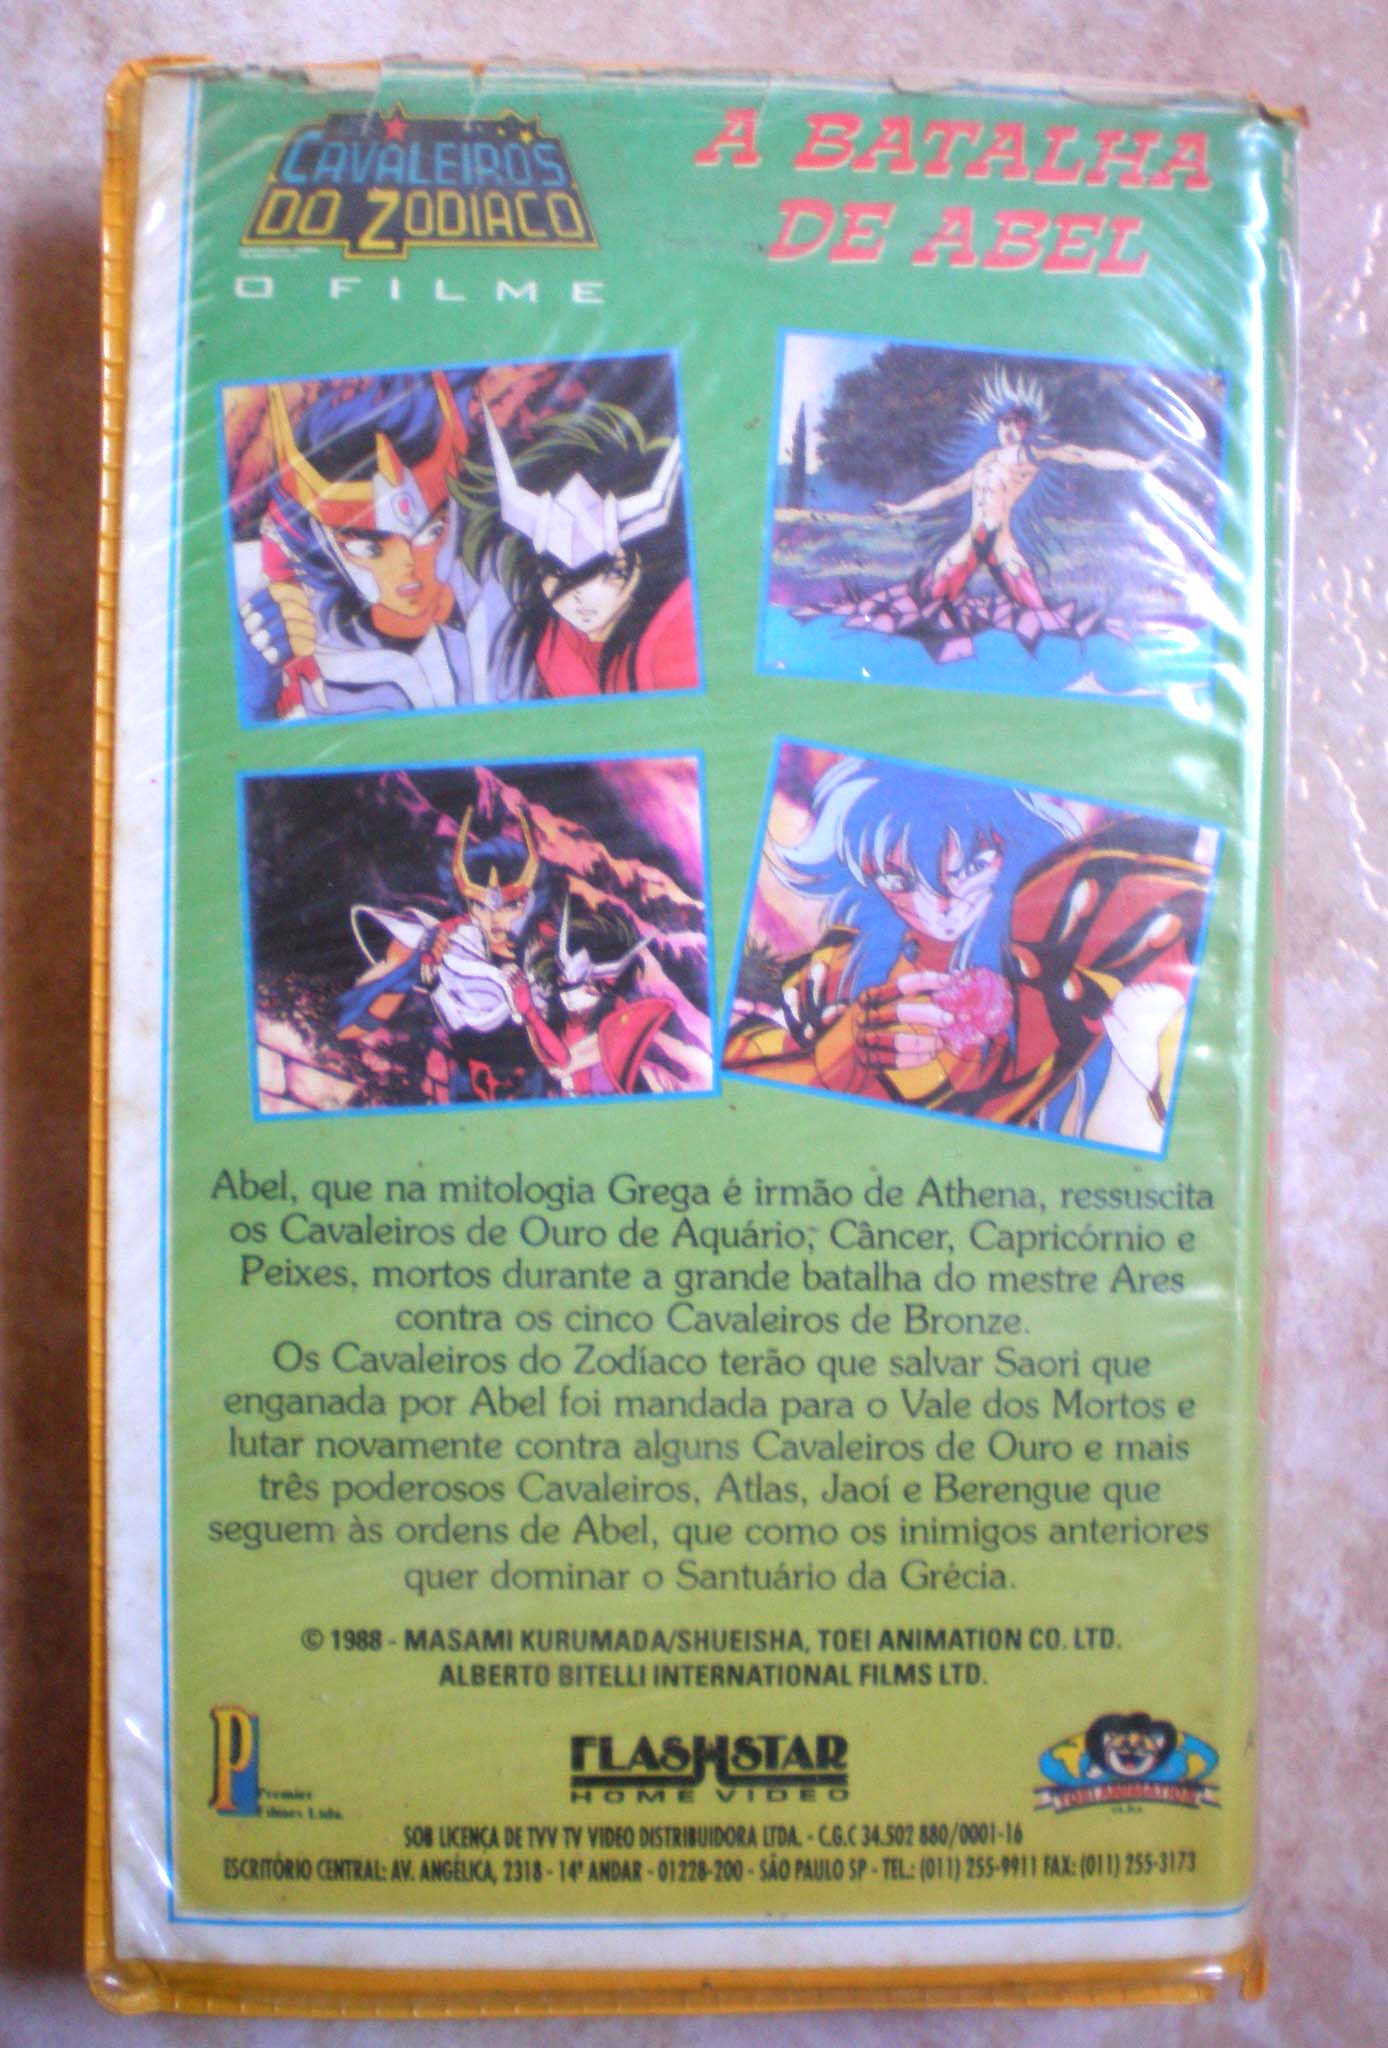 OS
CAVALEIROS
DO ZODÍACO
O FILME
A BATALHA
DE ABEL
Abel, que na mitologia Grega é irmão de Athena, ressuscita
os Cavaleiros de Ouro de Aquário, Câncer, Capricórnio e
Peixes, mortos durante a grande batalha do mestre Ares
contra os cinco Cavaleiros de Bronze.
Os Cavaleiros do Zodíaco terão que salvar Saori que
enganada por Abel foi mandada para o Vale dos Mortos e
lutar novamente contra alguns Cavaleiros de Ouro e mais
três poderosos Cavaleiros, Atlas, Jaoí e Berengue que
seguem às ordens de Abel, que como os inimigos anteriores
quer dominar o Santuário da Grécia.
© 1988 - MASAMI KURUMADA/SHUEISHA, TOEI ANIMATION CO. LTD.
ALBERTO BITELLI INTERNATIONAL FILMS LTD.
P
Premier
Filmes Ltda.
FLASHSTAR
HOME VIDEO
TOEI ANIMATION
SOB LICENÇA DE TVV TV VIDEO DISTRIBUIDORA LTDA. - C.G.C 34.502 880/0001-16
ESCRITÓRIO CENTRAL: AV. ANGÉLICA, 2318 - 14º ANDAR - 01228-200 - SÃO PAULO SP - TEL.: (011) 255-9911 FAX: (011) 255-3173